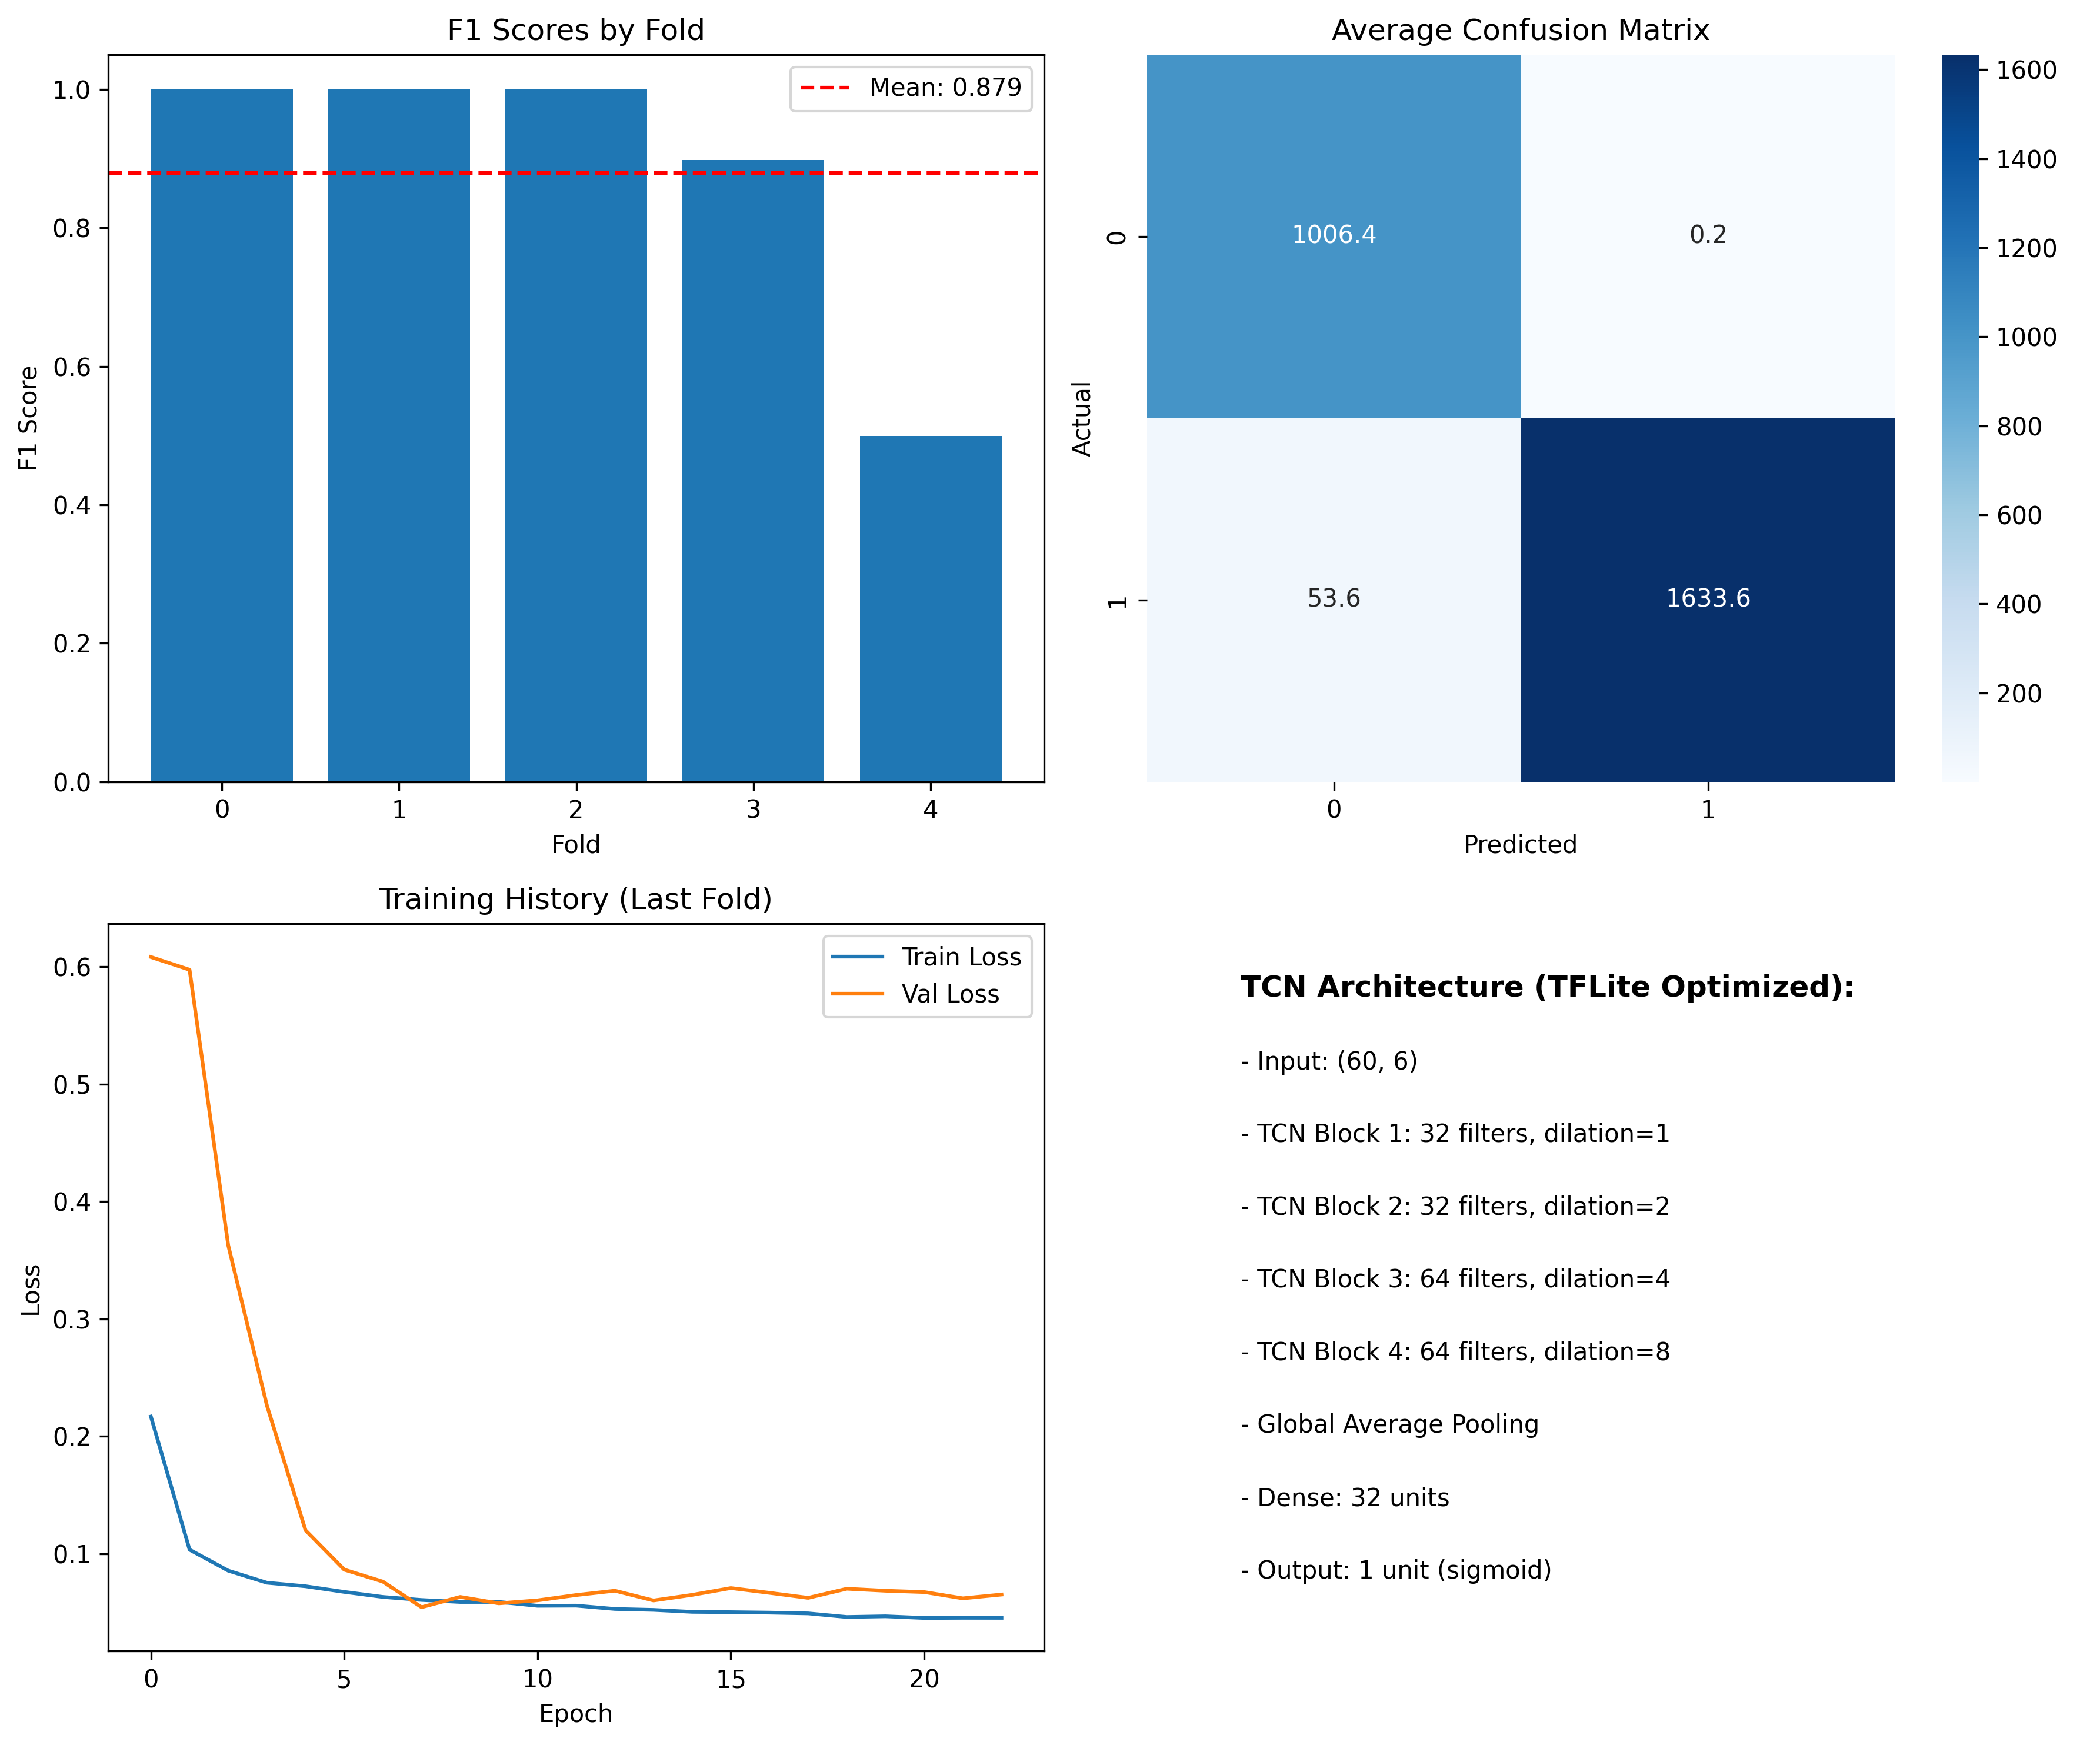 F1 Scores by Fold
Mean: 0.879
1.0
0.8
0.6
0.4
0.2
0.0
F1 Score
0 1 2 3 4
Fold
Average Confusion Matrix
1006.4 0.2
53.6 1633.6
Actual
0
1
0 1
Predicted
1600
1400
1200
1000
800
600
400
200
Training History (Last Fold)
Train Loss
Val Loss
0.6
0.5
0.4
0.3
0.2
0.1
Loss
0 5 10 15 20
Epoch
TCN Architecture (TFLite Optimized):
- Input: (60, 6)
- TCN Block 1: 32 filters, dilation=1
- TCN Block 2: 32 filters, dilation=2
- TCN Block 3: 64 filters, dilation=4
- TCN Block 4: 64 filters, dilation=8
- Global Average Pooling
- Dense: 32 units
- Output: 1 unit (sigmoid)